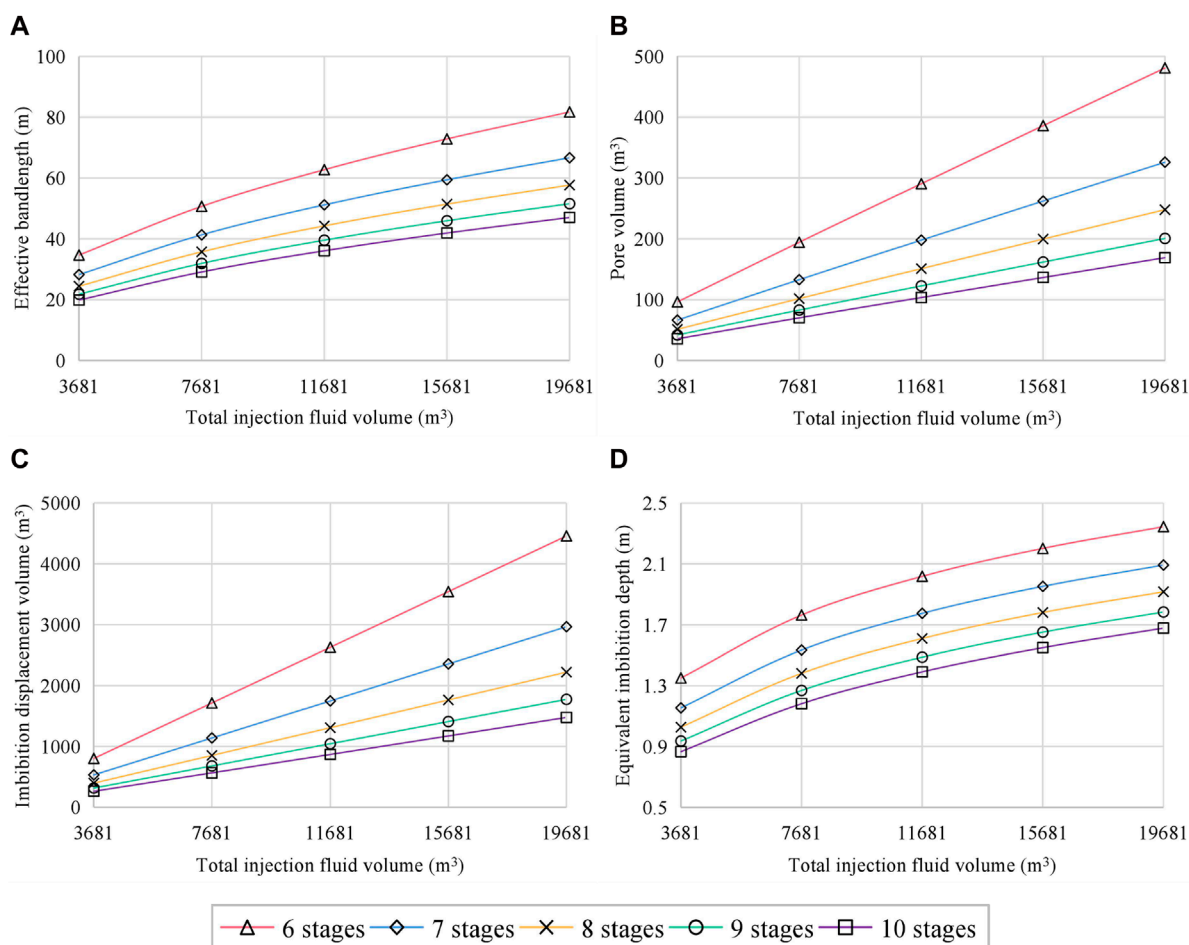 A
Effective bandlength (m)
100
80
60
40
20
0
3681 7681 11681 15681 19681
Total injection fluid volume (m³)
B
Pore volume (m³)
500
400
300
200
100
0
3681 7681 11681 15681 19681
Total injection fluid volume (m³)
C
Imbibition displacement volume (m³)
5000
4000
3000
2000
1000
0
3681 7681 11681 15681 19681
Total injection fluid volume (m³)
D
Equivalent imbibition depth (m)
2.5
2.1
1.7
1.3
0.9
0.5
3681 7681 11681 15681 19681
Total injection fluid volume (m³)
6 stages 7 stages 8 stages 9 stages 10 stages